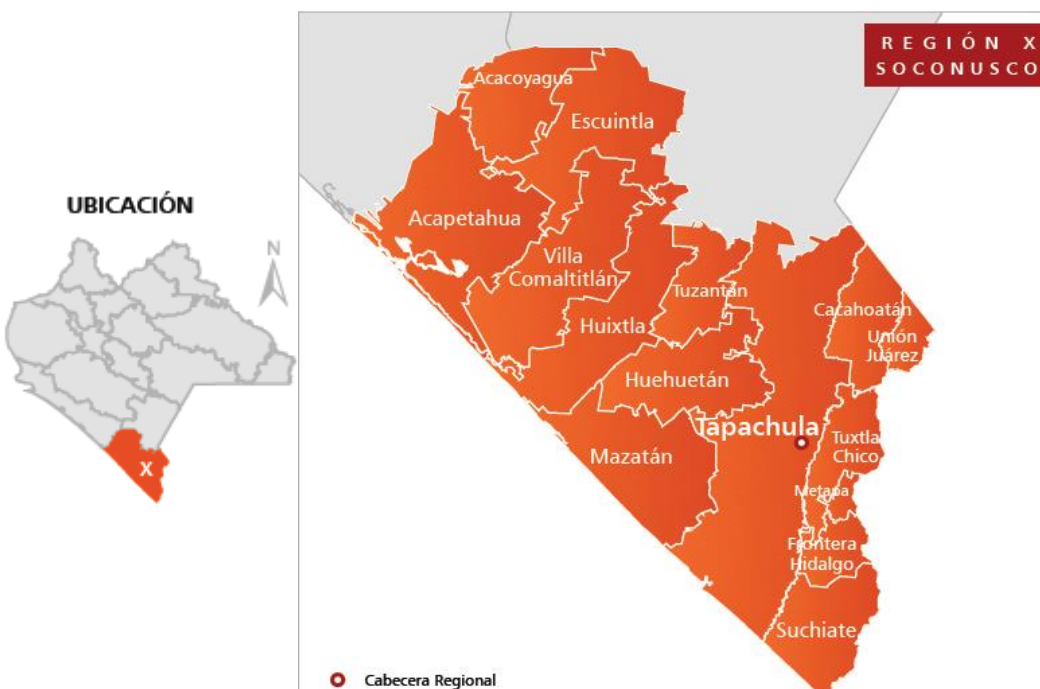 REGIÓN X
SOCONUSCO
UBICACIÓN
N
X
Acacoyagua
Escuintla
Acapetahua
Villa
Comaltitlán
Tuzantán
Huixtla
Cacahoatán
Unión
Juárez
Huehuetán
Tapachula
Mazatán
Tuxtla
Chico
Metapa
Frontera
Hidalgo
Suchiate
Cabecera Regional